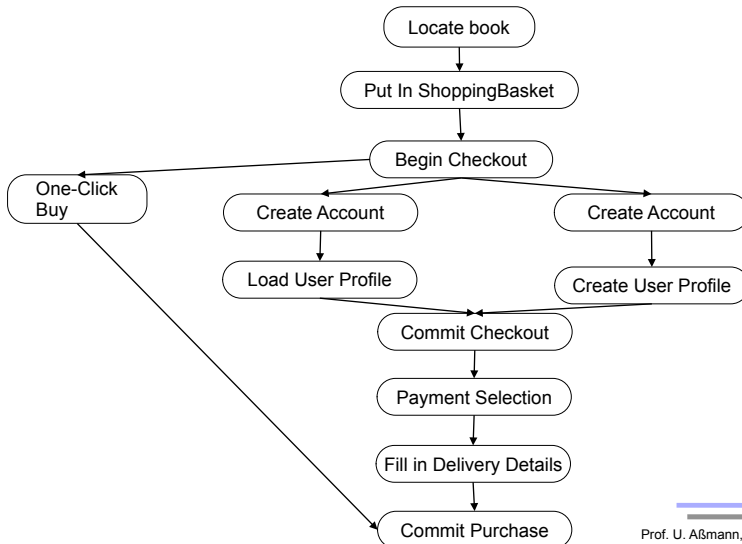 Locate book
Put In ShoppingBasket
Begin Checkout
One-Click
Buy
Create Account
Create Account
Load User Profile
Create User Profile
Commit Checkout
Payment Selection
Fill in Delivery Details
Commit Purchase
Prof. U. Aßmann,